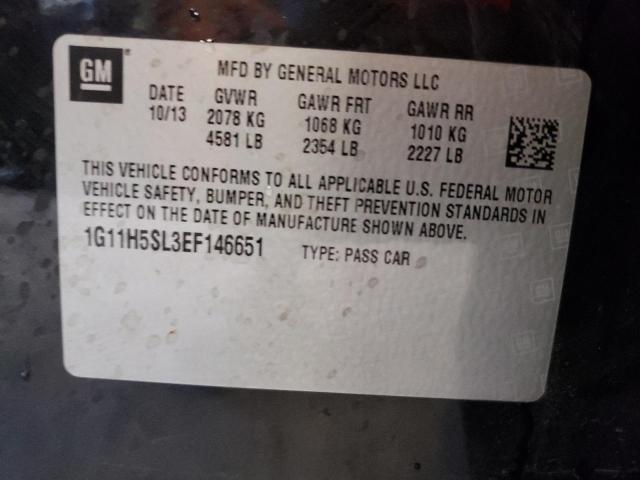 GM®
MFD BY GENERAL MOTORS LLC
DATE GVWR GAWR FRT GAWR RR
10/13 2078 KG 1068 KG 1010 KG
4581 LB 2354 LB 2227 LB
THIS VEHICLE CONFORMS TO ALL APPLICABLE U.S. FEDERAL MOTOR
VEHICLE SAFETY, BUMPER, AND THEFT PREVENTION STANDARDS IN
EFFECT ON THE DATE OF MANUFACTURE SHOWN ABOVE.
1G11H5SL3EF146651 TYPE: PASS CAR